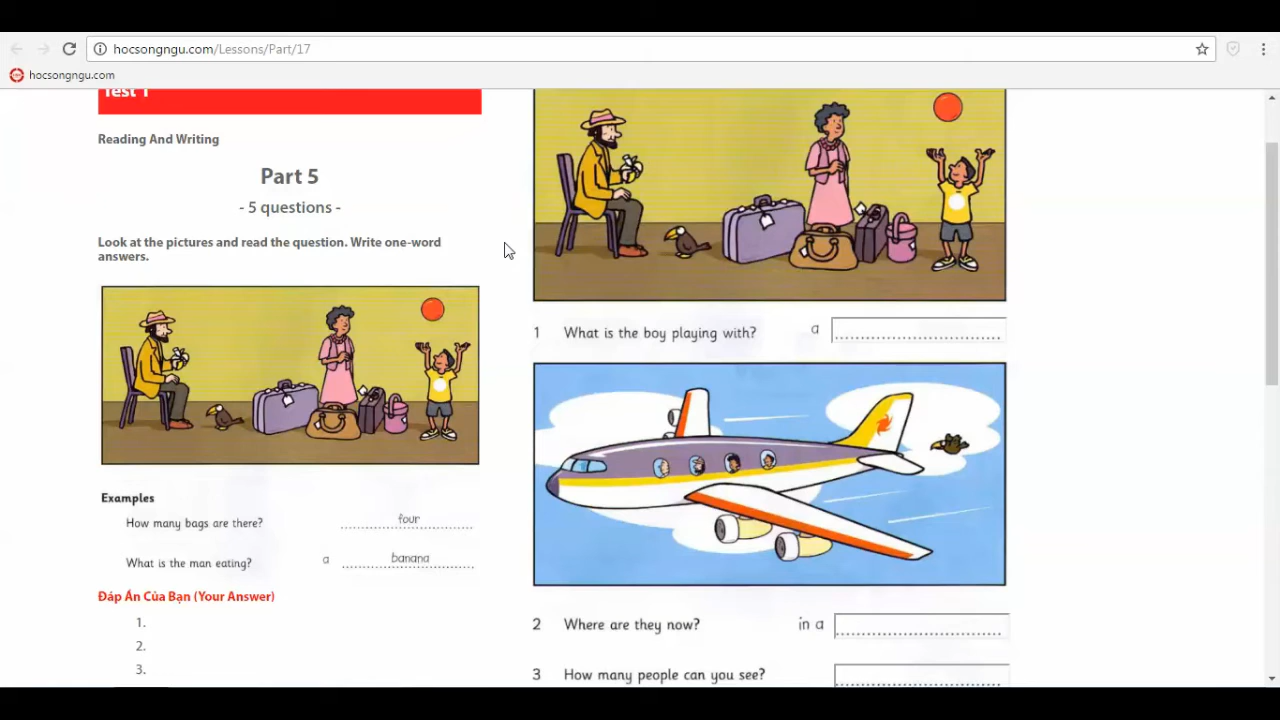 hocsongngu.com/Lessons/Part/17
hocsongngu.com
Test 1
Reading And Writing
Part 5
- 5 questions -
Look at the pictures and read the question. Write one-word
answers.
Examples
How many bags are there? four
What is the man eating? a banana
Đáp Án Của Bạn (Your Answer)
1.
2.
3.
1 What is the boy playing with? a
2 Where are they now? in a
3 How many people can you see?